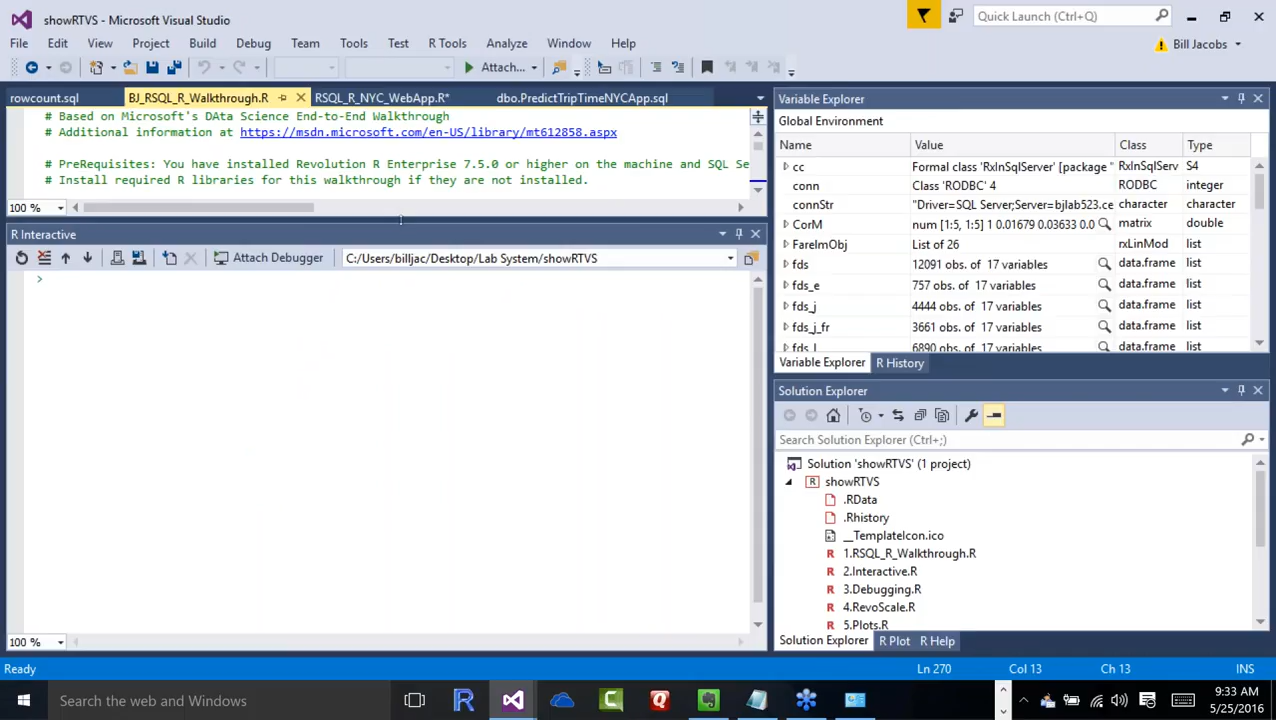 showRTVS - Microsoft Visual Studio
Quick Launch (Ctrl+;)
File Edit View Project Build Debug Team Tools Test R Tools Analyze Window Help
Bill Jacobs
Attach...
rowcount.sql BJ_RSQL_R_Walkthrough.R RSQL_R_NYC_WebApp.R* dbo.PredictTripTimeNYCApp.sql
# Based on Microsoft's DAta Science End-to-End Walkthrough
# Additional information at https://msdn.microsoft.com/en-US/library/mt612858.aspx
# PreRequisites: You have installed Revolution R Enterprise 7.5.0 or higher on the machine and SQL Se
# Install required R libraries for this walkthrough if they are not installed.
100 %
R Interactive
Attach Debugger C:/Users/billjac/Desktop/Lab System/showRTVS
>
100 %
Variable Explorer
Global Environment
Name Value Class Type
cc Formal class 'RxInSqlServer' [package " RxInSqlServ S4
conn Class 'RODBC' 4 RODBC integer
connStr "Driver=SQL Server;Server=bjlab523.ce character character
CorM num [1:5, 1:5] 1 0.01679 0.03633 0.0 matrix double
FareImObj List of 26 rxLinMod list
fds 12091 obs. of 17 variables data.frame list
fds_e 757 obs. of 17 variables data.frame list
fds_j 4444 obs. of 17 variables data.frame list
fds_j_fr 3661 obs. of 17 variables data.frame list
fds_l 6890 obs. of 17 variables data.frame list
Variable Explorer R History
Solution Explorer
Search Solution Explorer (Ctrl+;)
Solution 'showRTVS' (1 project)
showRTVS
.RData
.Rhistory
__TemplateIcon.ico
1.RSQL_R_Walkthrough.R
2.Interactive.R
3.Debugging.R
4.RevoScale.R
5.Plots.R
Solution Explorer R Plot R Help
Ready Ln 270 Col 13 Ch 13 INS
Search the web and Windows
9:33 AM
5/25/2016